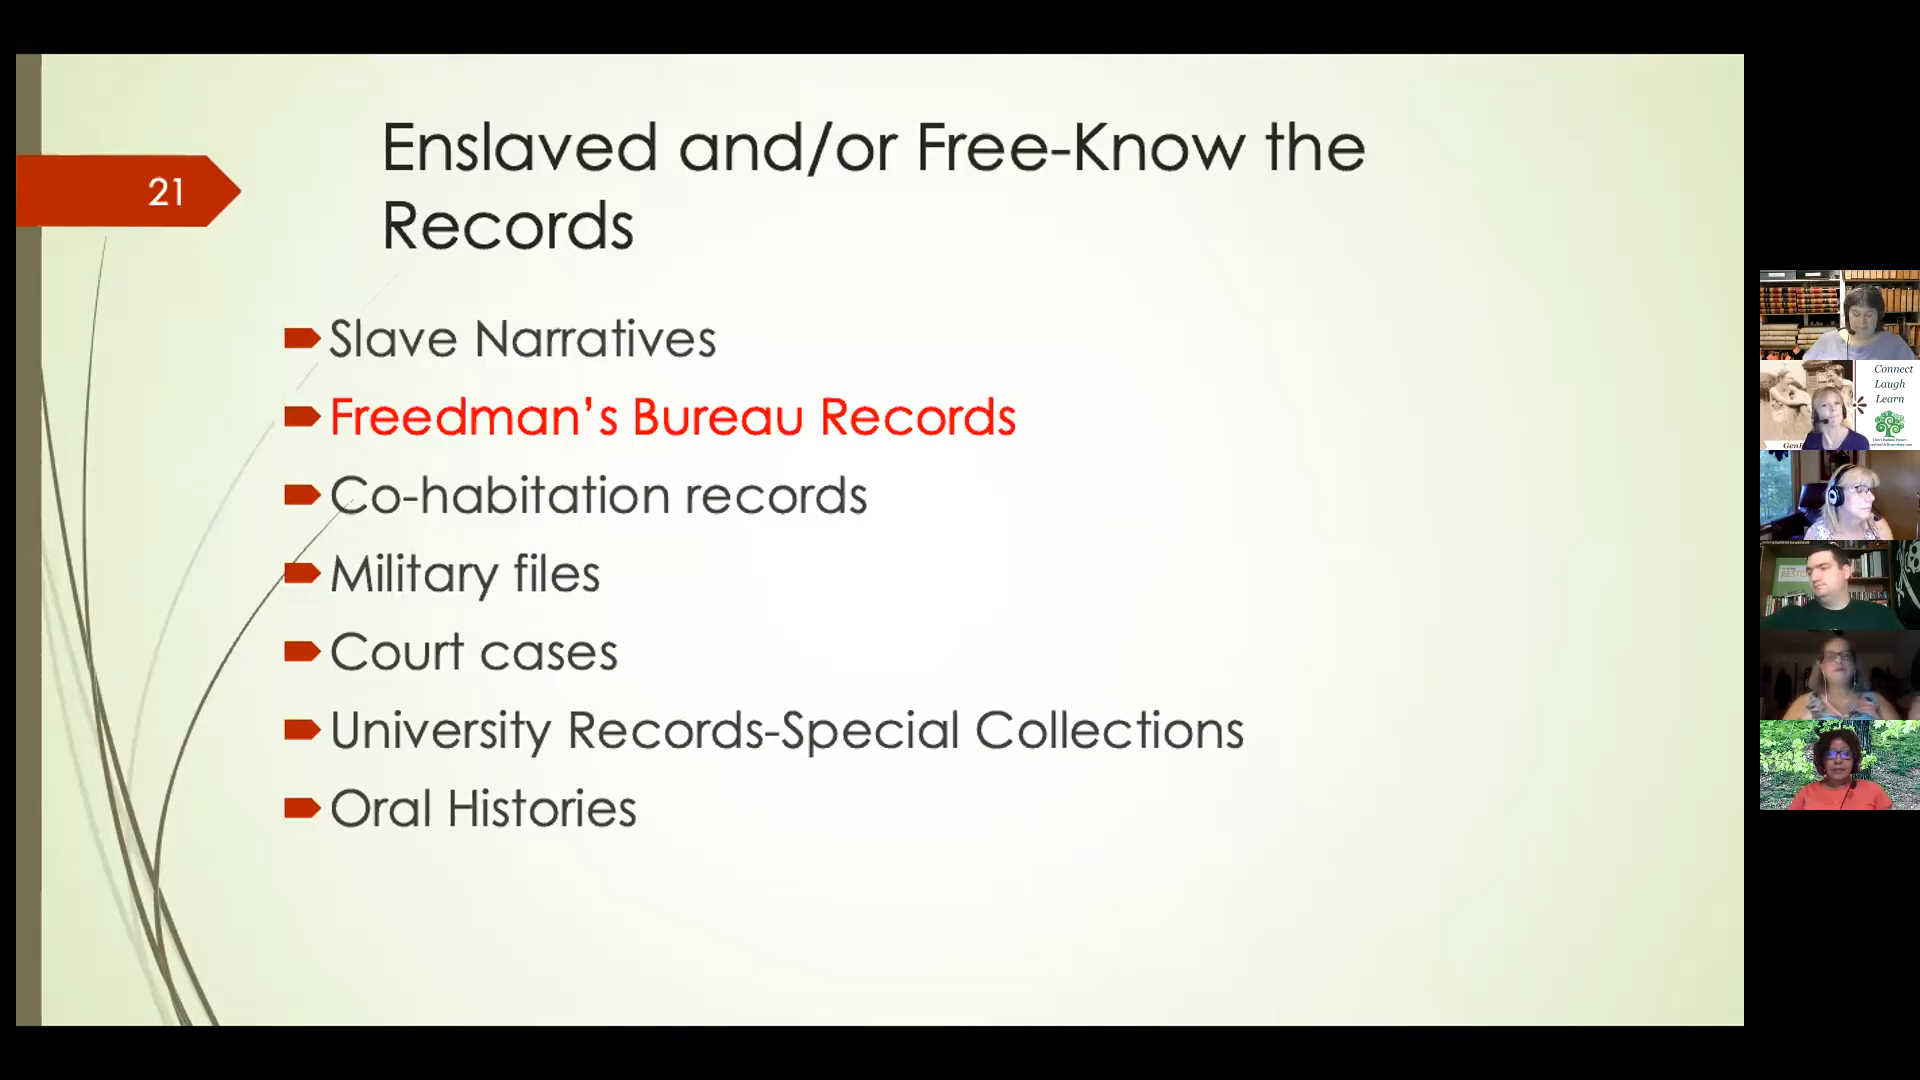 21
Enslaved and/or Free-Know the
Records
Slave Narratives
Freedman’s Bureau Records
Co-habitation records
Military files
Court cases
University Records-Special Collections
Oral Histories
Connect
Laugh
Learn